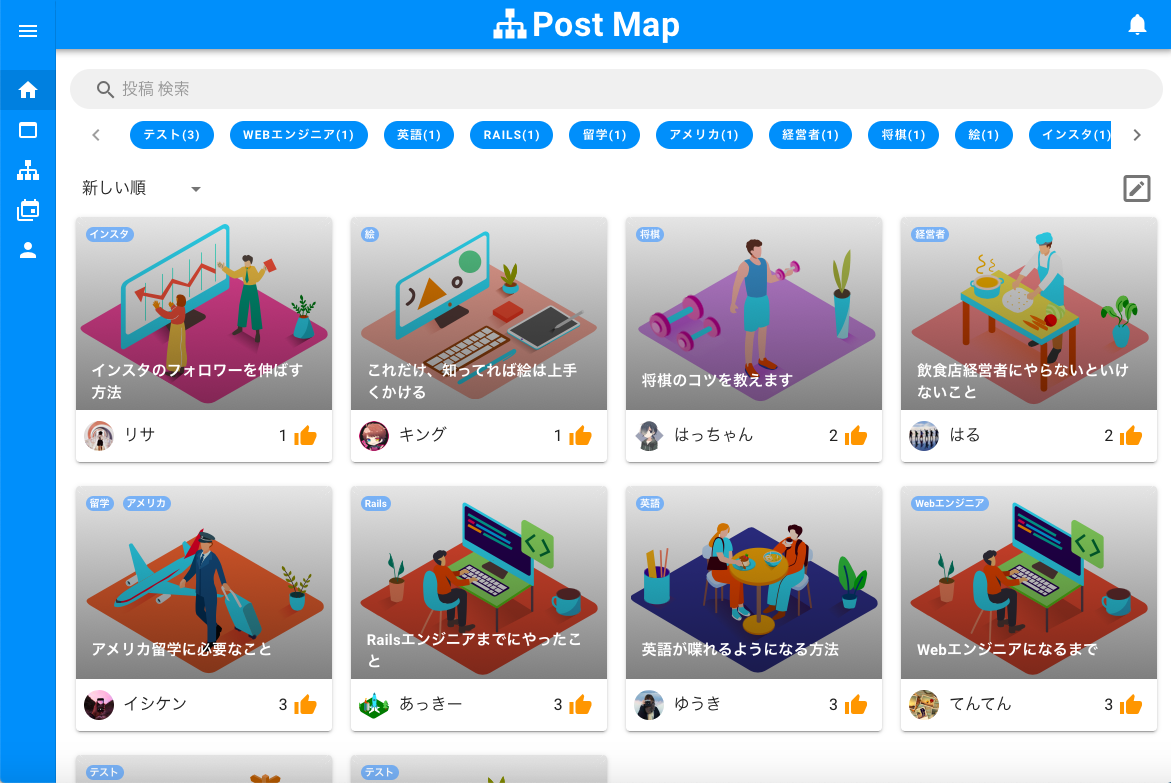 Post Map
投稿 検索
テスト(3) WEBエンジニア(1) 英語(1) RAILS(1) 留学(1) アメリカ(1) 経営者(1) 将棋(1) 絵(1) インスタ(1)
新しい順
インスタ
インスタのフォロワーを伸ばす
方法
リサ 1
絵
これだけ、知ってれば絵は上手
くかける
キング 1
将棋
将棋のコツを教えます
はっちゃん 2
経営者
飲食店経営者にやらないといけ
ないこと
はる 2
留学 アメリカ
アメリカ留学に必要なこと
イシケン 3
Rails
Railsエンジニアまでにやったこ
と
あっきー 3
英語
英語が喋れるようになる方法
ゆうき 3
Webエンジニア
Webエンジニアになるまで
てんてん 3
テスト
テスト